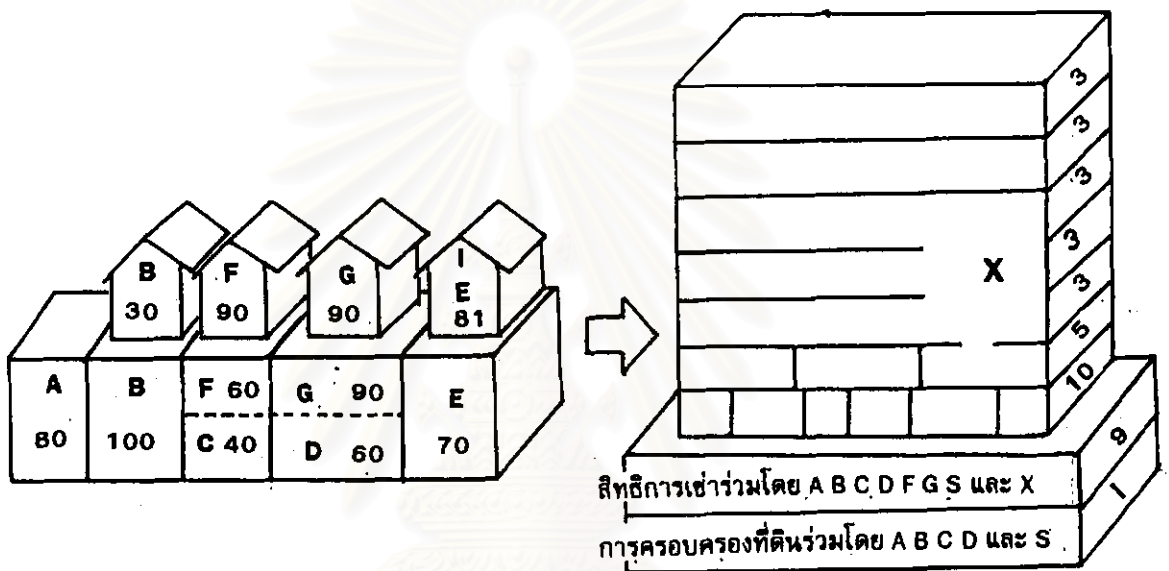 B
30
F
90
G
90
I
E
81
A
80
B
100
F 60
C 40
G 90
D 60
E
70
3
3
3
3
3
5
10
X
9
1
สิทธิการเช่าร่วมโดย A B C D F G S และ X
การครอบครองที่ดินร่วมโดย A B C D และ S